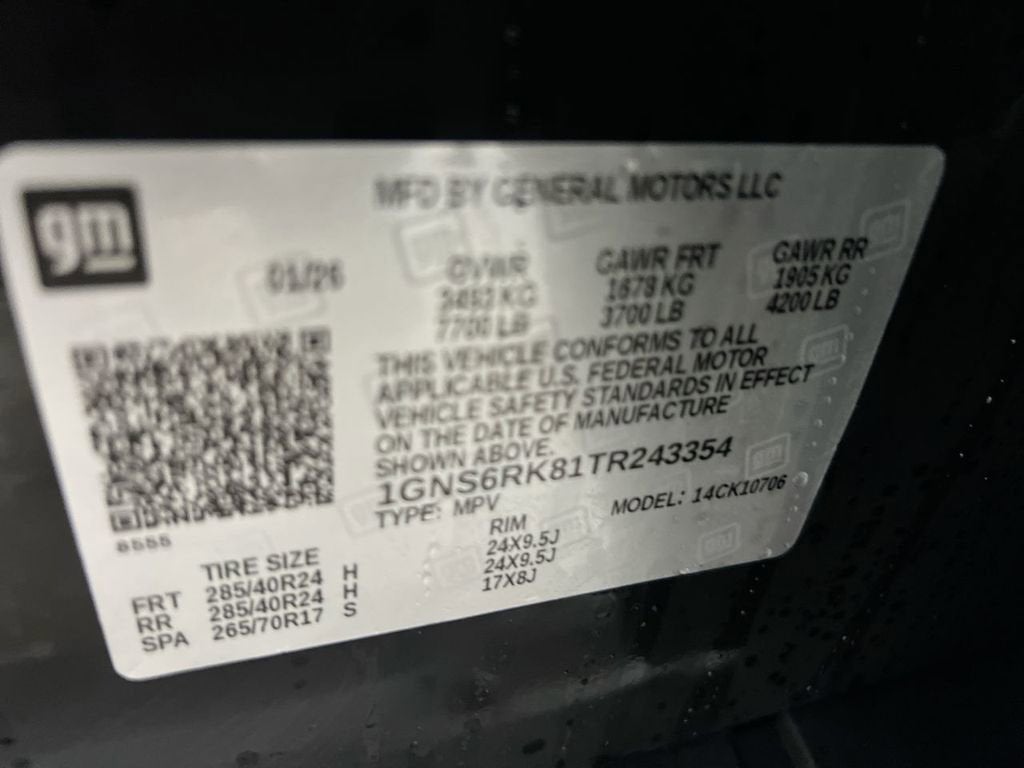 gm
MFD BY GENERAL MOTORS LLC
01/26
GVWR GAWR FRT GAWR RR
3493 KG 1678 KG 1905 KG
7700 LB 3700 LB 4200 LB
THIS VEHICLE CONFORMS TO ALL
APPLICABLE U.S. FEDERAL MOTOR
VEHICLE SAFETY STANDARDS IN EFFECT
ON THE DATE OF MANUFACTURE
SHOWN ABOVE.
1GNS6RK81TR243354
TYPE: MPV MODEL: 14CK10706
8555
TIRE SIZE RIM
FRT 285/40R24 H 24X9.5J
RR 285/40R24 H 24X9.5J
SPA 265/70R17 S 17X8J